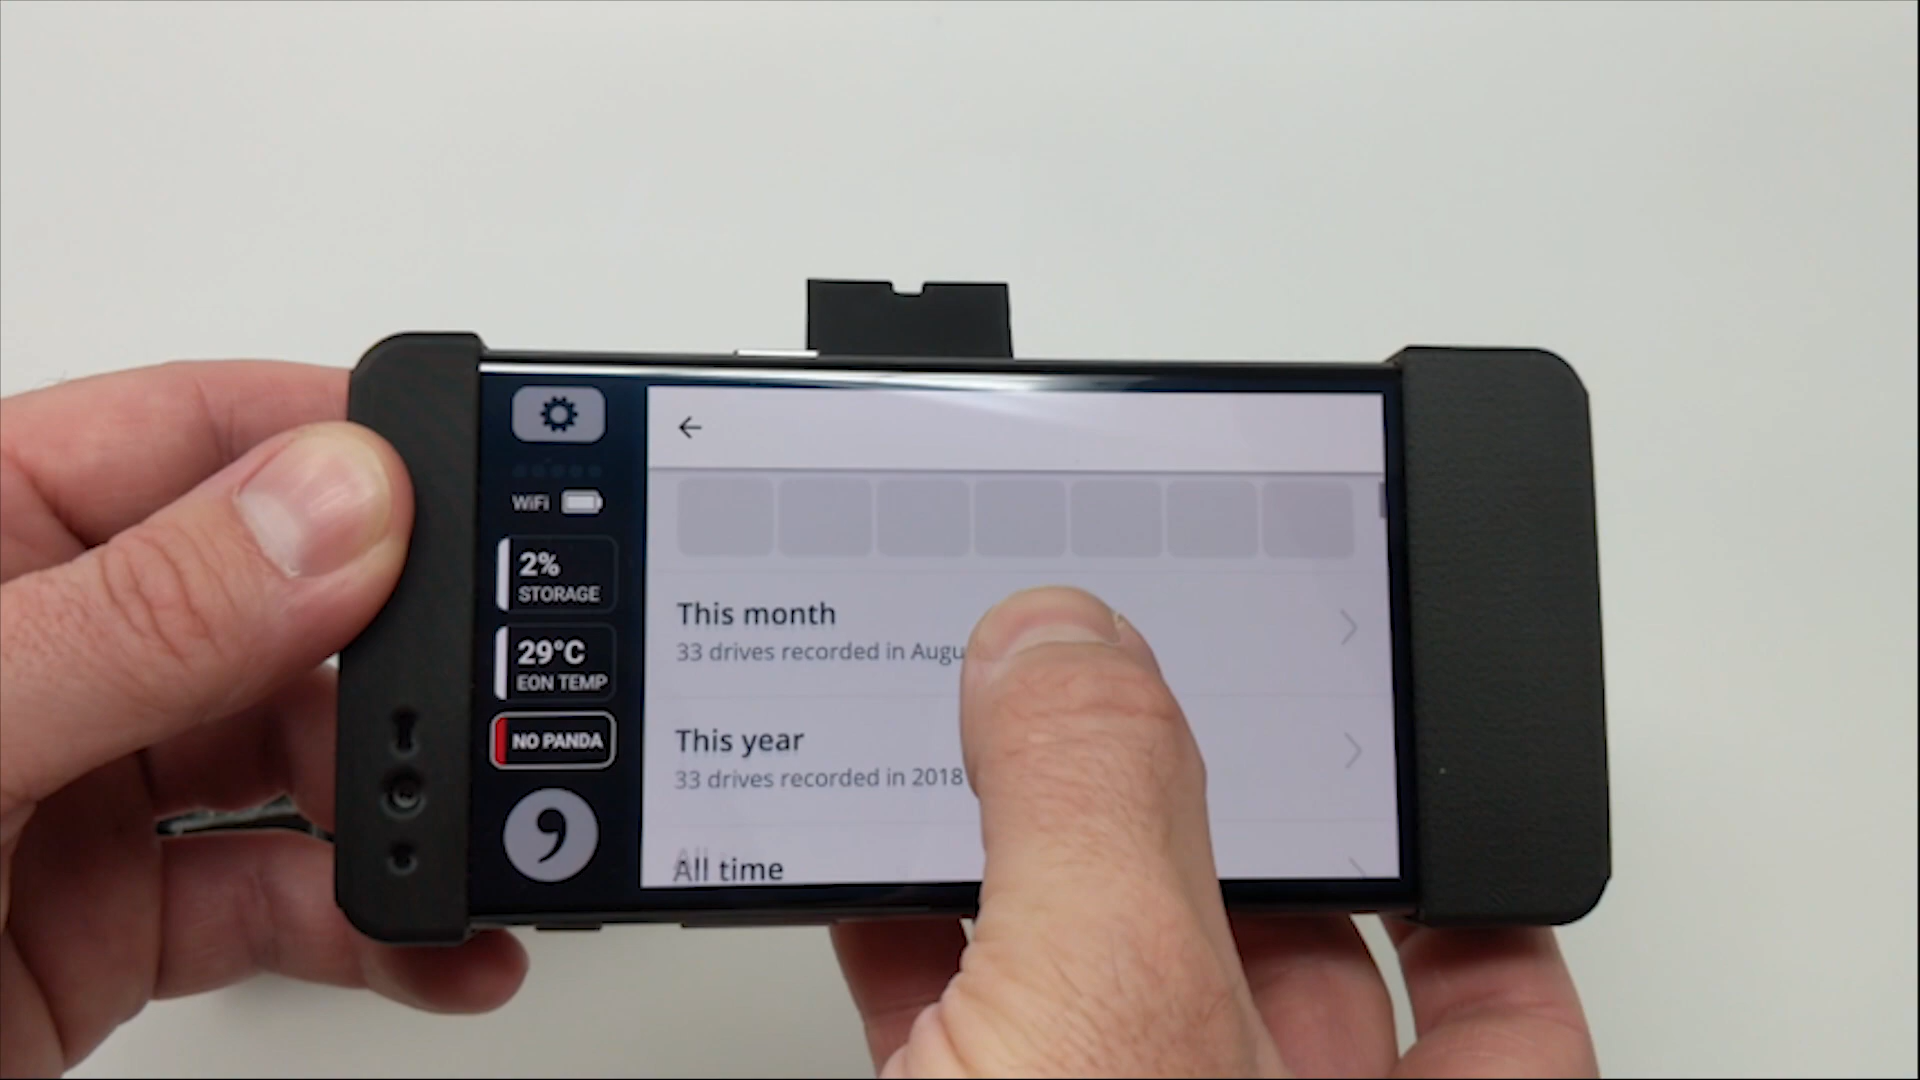 WiFi
2%
STORAGE
29°C
EON TEMP
NO PANDA
This month
33 drives recorded in Augu
This year
33 drives recorded in 2018
All time